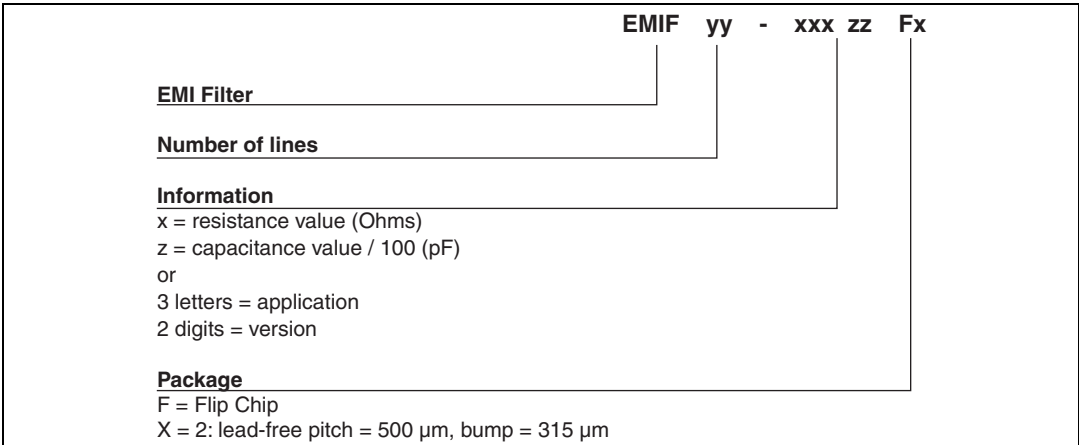 EMIF yy - xxx zz Fx
EMI Filter
Number of lines
Information
x = resistance value (Ohms)
z = capacitance value / 100 (pF)
or
3 letters = application
2 digits = version
Package
F = Flip Chip
X = 2: lead-free pitch = 500 µm, bump = 315 µm